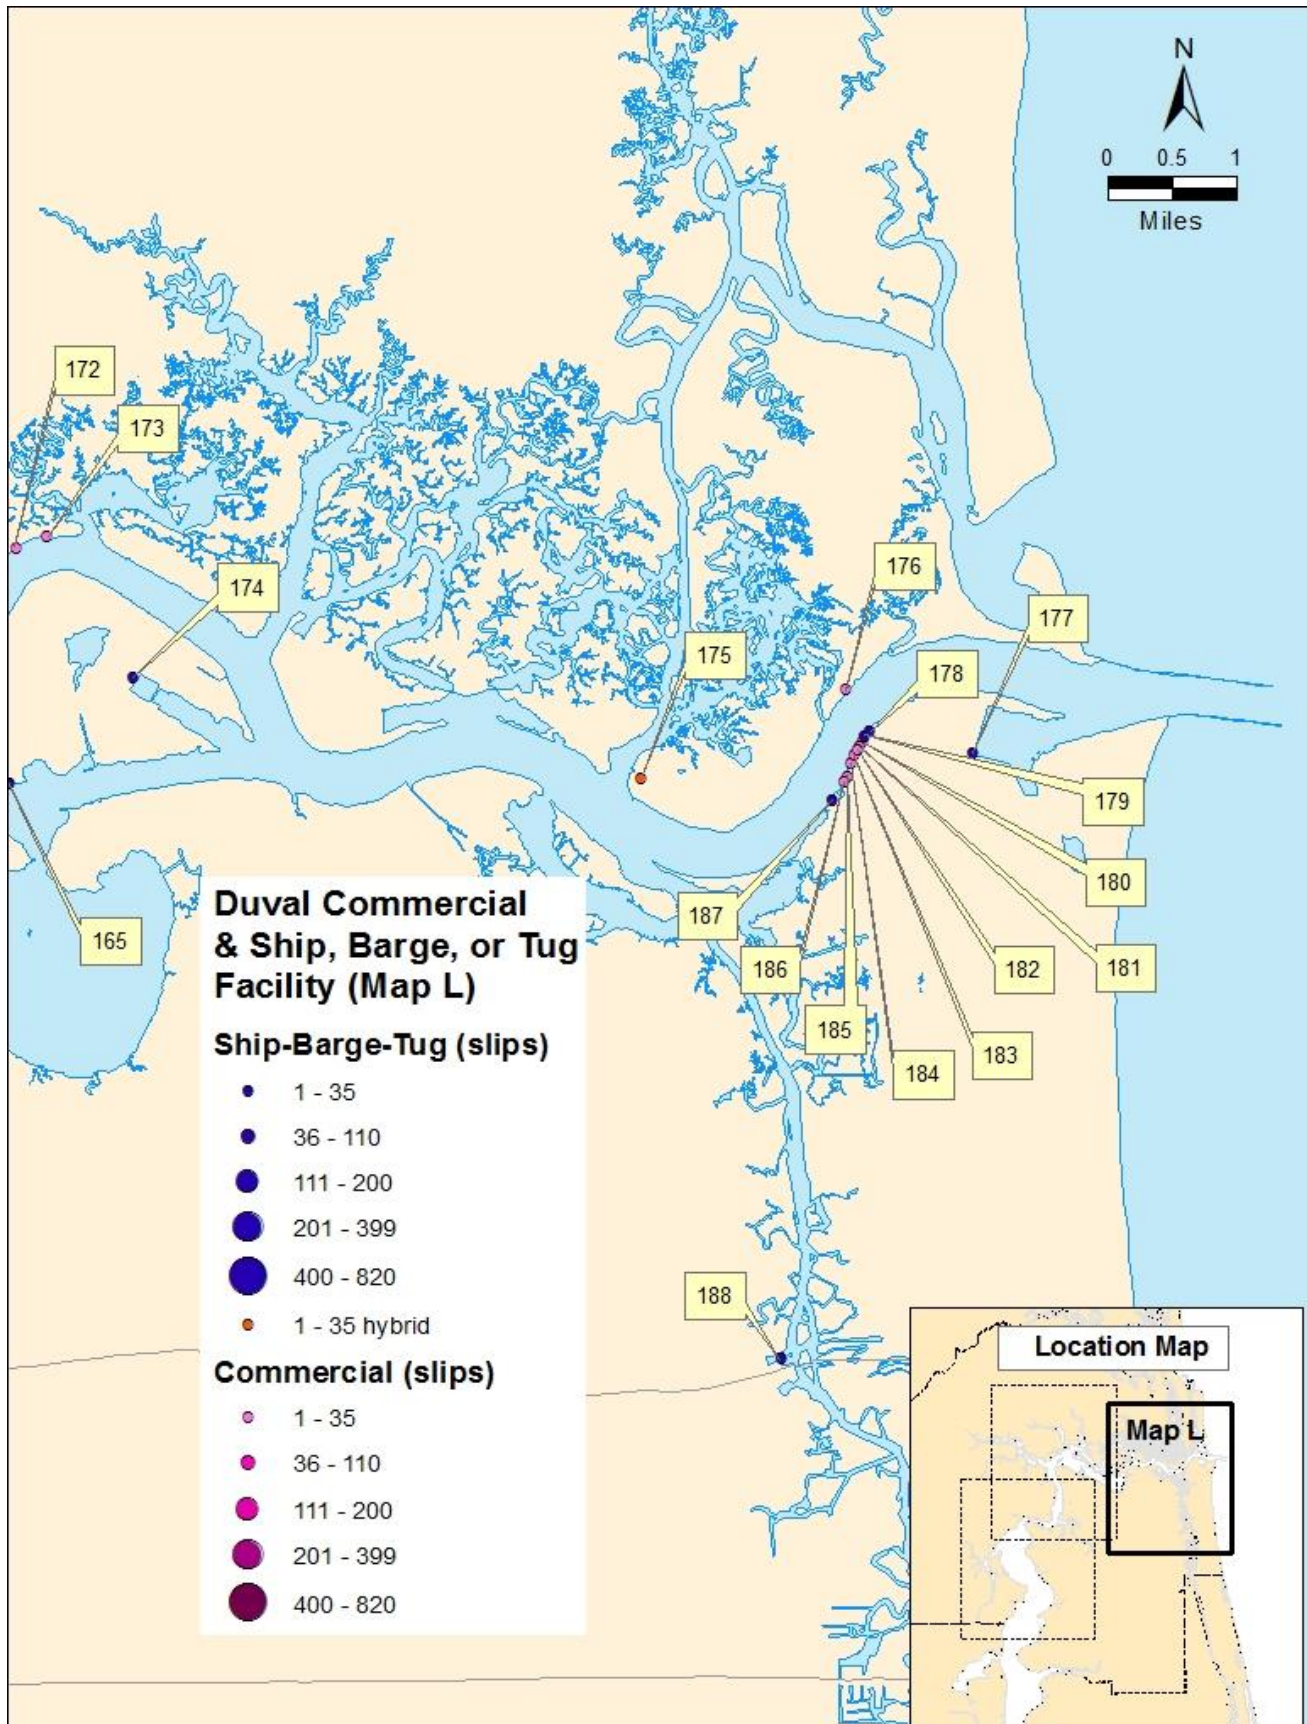 N
0 0.5 1
Miles
172
173
174
175
176
177
178
179
180
181
182
183
184
185
186
187
165
188
Duval Commercial
& Ship, Barge, or Tug
Facility (Map L)
Ship-Barge-Tug (slips)
1 - 35
36 - 110
111 - 200
201 - 399
400 - 820
1 - 35 hybrid
Commercial (slips)
1 - 35
36 - 110
111 - 200
201 - 399
400 - 820
Location Map
Map L